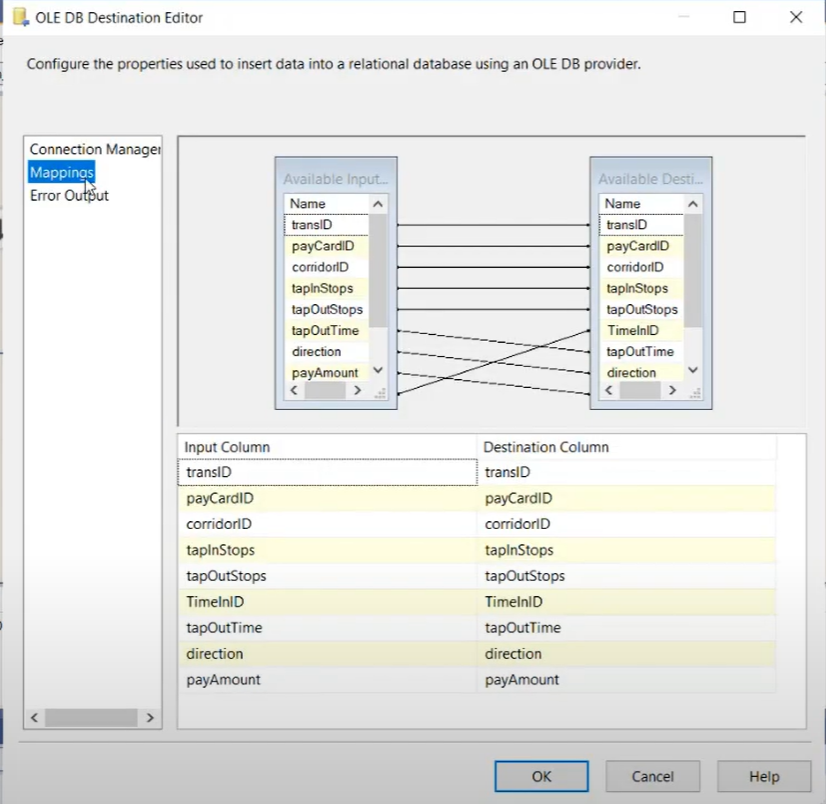 OLE DB Destination Editor
Configure the properties used to insert data into a relational database using an OLE DB provider.
Connection Manager
Mappings
Error Output
Available Input...
Name
transID
payCardID
corridorID
tapInStops
tapOutStops
tapOutTime
direction
payAmount
Available Desti...
Name
transID
payCardID
corridorID
tapInStops
tapOutStops
TimeInID
tapOutTime
direction
Input Column Destination Column
transID transID
payCardID payCardID
corridorID corridorID
tapInStops tapInStops
tapOutStops tapOutStops
TimeInID TimeInID
tapOutTime tapOutTime
direction direction
payAmount payAmount
OK Cancel Help